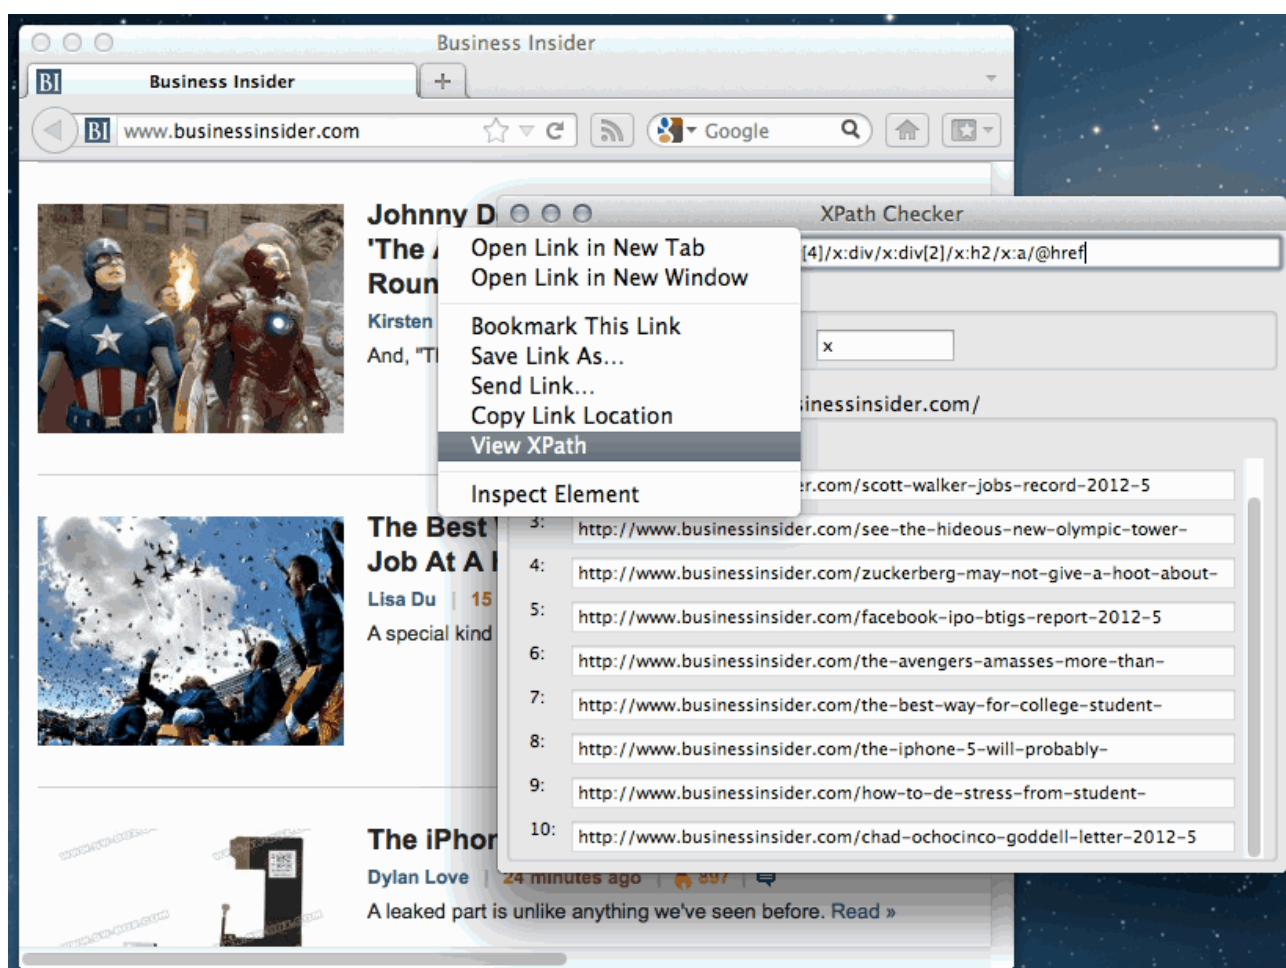 Business Insider
BI Business Insider +
BI www.businessinsider.com
Google
Johnny D
'The A
Roun
Kirsten
And, "Th
Open Link in New Tab
Open Link in New Window
Bookmark This Link
Save Link As...
Send Link...
Copy Link Location
View XPath
Inspect Element
The Best
Job At A
Lisa Du | 15
A special kind
The iPhon
Dylan Love | 24 minutes ago | 897 |
A leaked part is unlike anything we've seen before. Read »
XPath Checker
[4]/x:div/x:div[2]/x:h2/x:a/@href
x
inessinsider.com/
er.com/scott-walker-jobs-record-2012-5
3: http://www.businessinsider.com/see-the-hideous-new-olympic-tower-
4: http://www.businessinsider.com/zuckerberg-may-not-give-a-hoot-about-
5: http://www.businessinsider.com/facebook-ipo-btigs-report-2012-5
6: http://www.businessinsider.com/the-avengers-amasses-more-than-
7: http://www.businessinsider.com/the-best-way-for-college-student-
8: http://www.businessinsider.com/the-iphone-5-will-probably-
9: http://www.businessinsider.com/how-to-de-stress-from-student-
10: http://www.businessinsider.com/chad-ochocinco-goddell-letter-2012-5